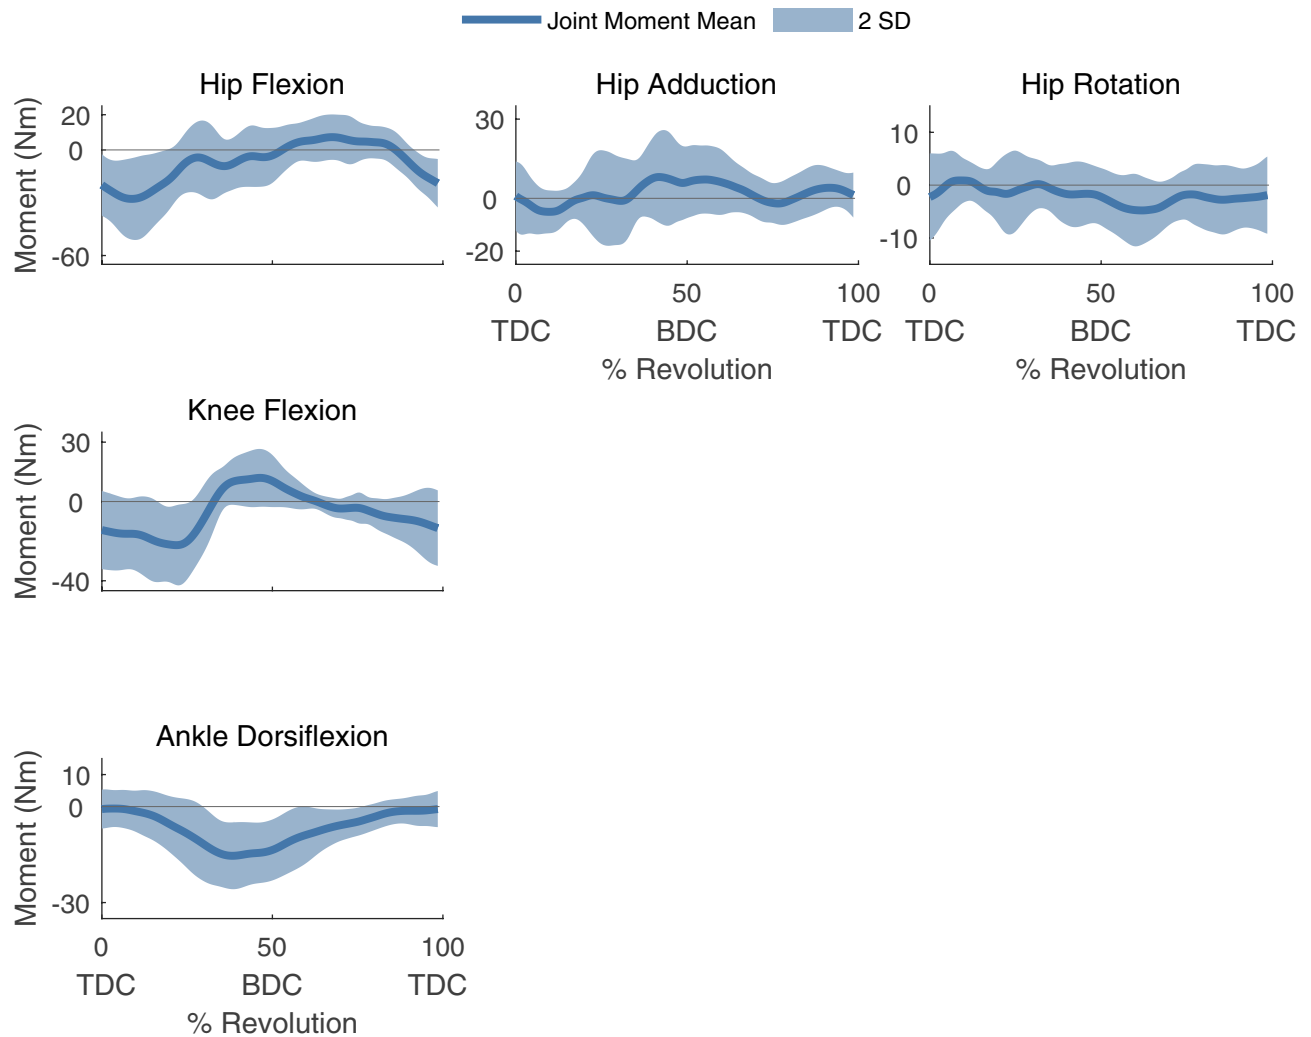 Joint Moment Mean 2 SD
Hip Flexion
Moment (Nm)
20
0
-60
Hip Adduction
30
0
-20
0 50 100
TDC BDC TDC
% Revolution
Hip Rotation
10
0
-10
0 50 100
TDC BDC TDC
% Revolution
Knee Flexion
Moment (Nm)
30
0
-40
Ankle Dorsiflexion
Moment (Nm)
10
0
-30
0 50 100
TDC BDC TDC
% Revolution